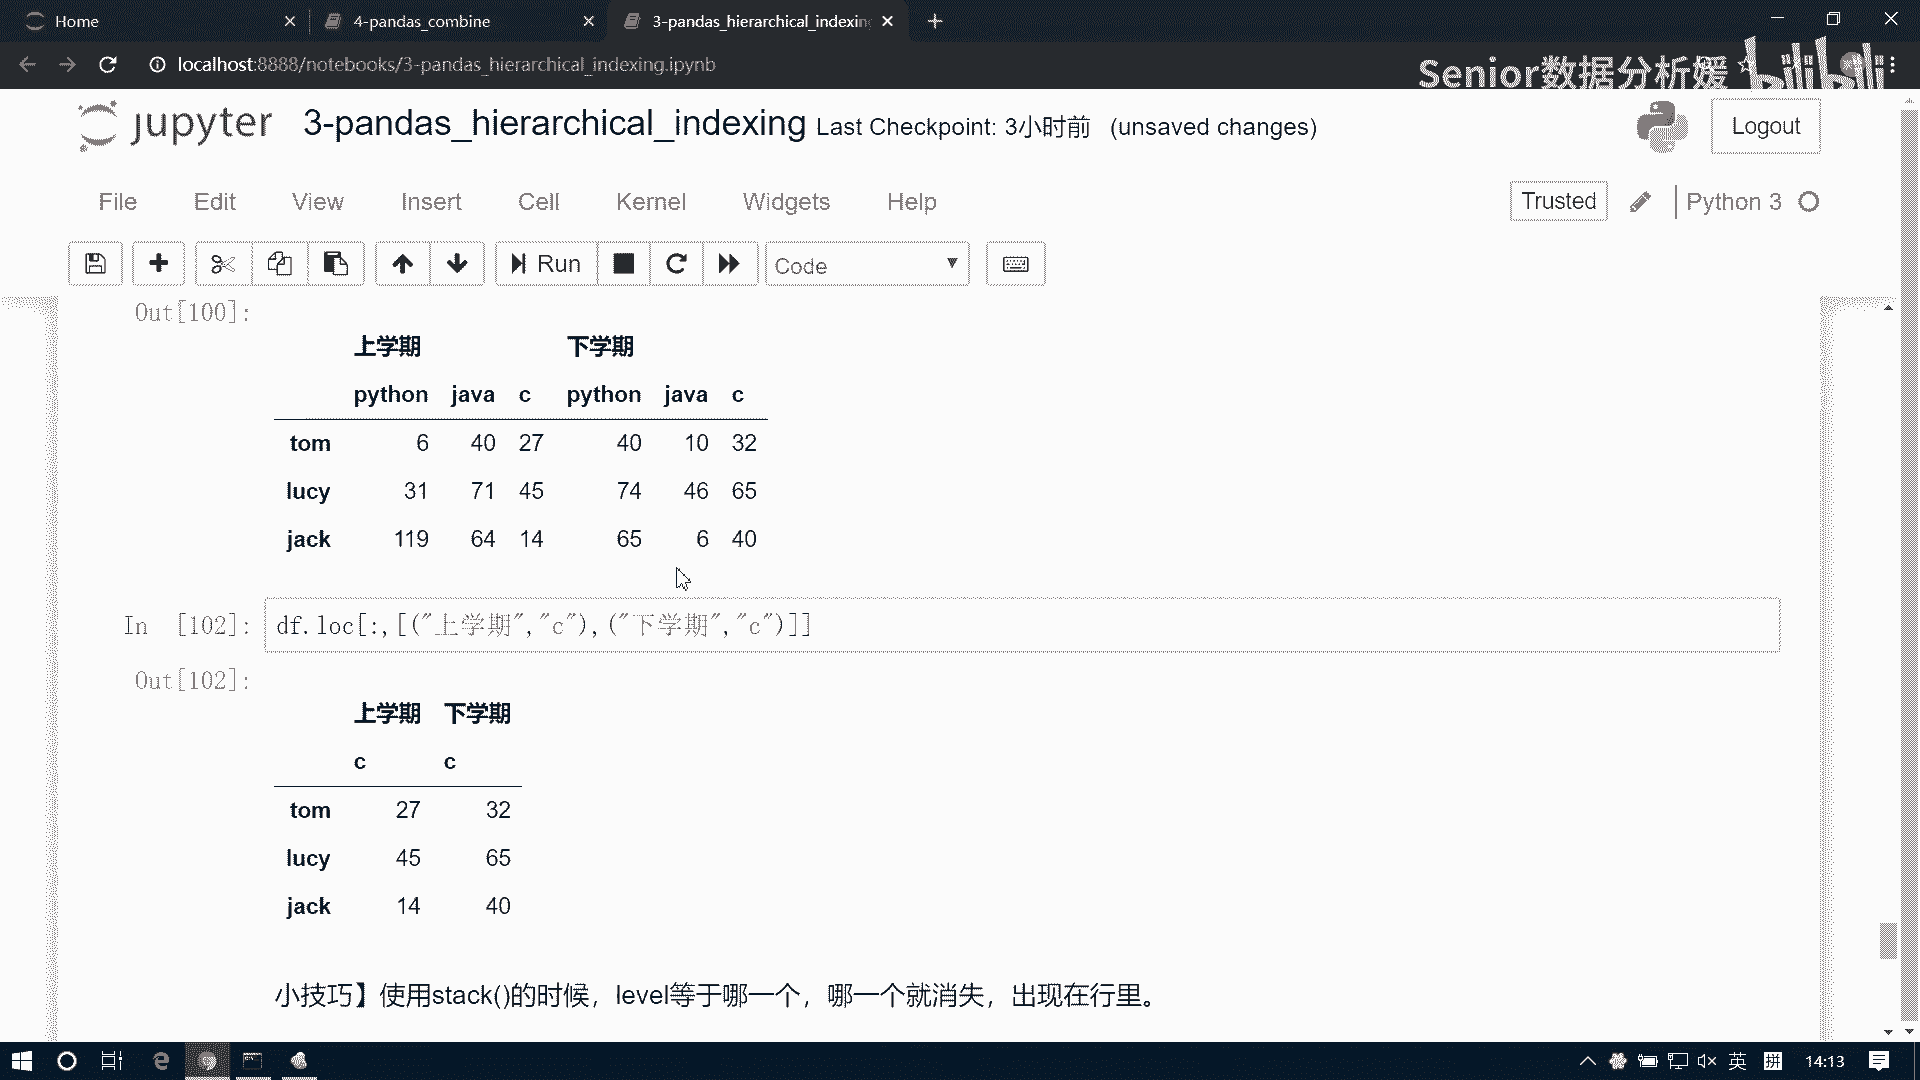 Home
4-pandas_combine
3-pandas_hierarchical_indexin
localhost:8888/notebooks/3-pandas_hierarchical_indexing.ipynb
Senior数据分析媛 bilibili
jupyter 3-pandas_hierarchical_indexing Last Checkpoint: 3小时前 (unsaved changes)
Logout
File Edit View Insert Cell Kernel Widgets Help
Trusted Python 3
Run Code
Out[100]:
上学期 下学期
python java c python java c
tom 6 40 27 40 10 32
lucy 31 71 45 74 46 65
jack 119 64 14 65 6 40
In [102]: df.loc[:,[("上学期","c"),("下学期","c")]]
Out[102]:
上学期 下学期
c c
tom 27 32
lucy 45 65
jack 14 40
小技巧】使用stack()的时候，level等于哪一个，哪一个就消失，出现在行里。
英 拼 14:13